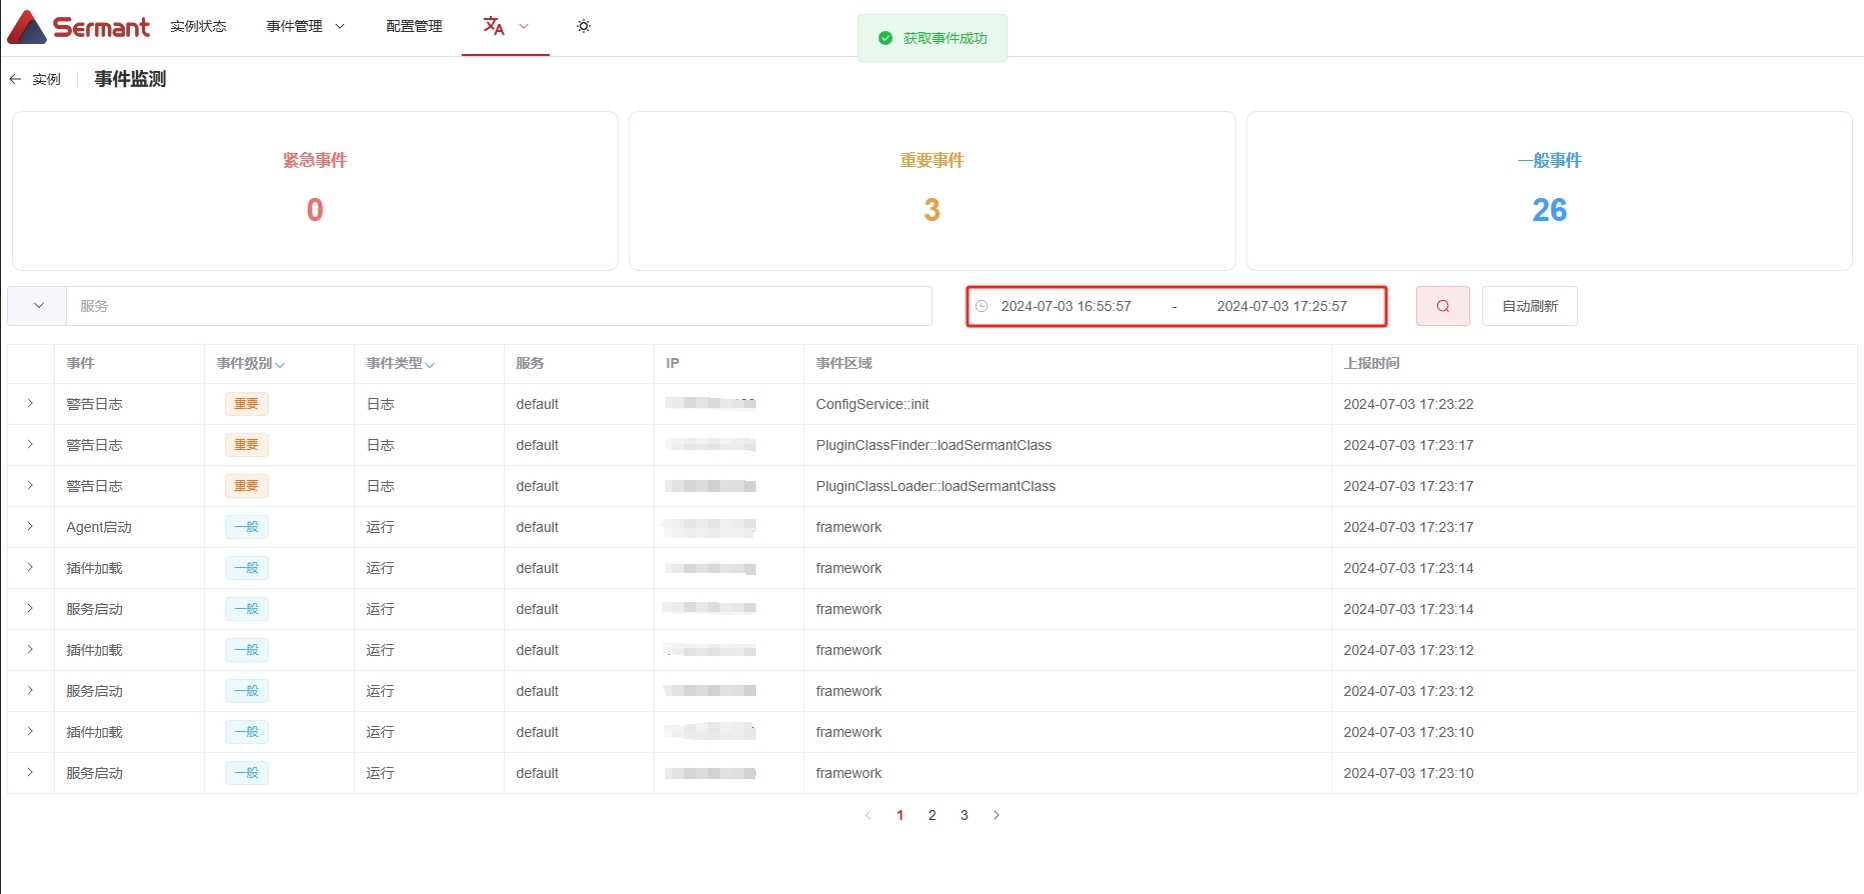 Sermant 实例状态 事件管理 配置管理
获取事件成功
实例 事件监测
紧急事件 重要事件 一般事件
0 3 26
服务 2024-07-03 16:55:57 - 2024-07-03 17:25:57 自动刷新
事件 事件级别 事件类型 服务 IP 事件区域 上报时间
警告日志 重要 日志 default ConfigService::init 2024-07-03 17:23:22
警告日志 重要 日志 default PluginClassFinder::loadSermantClass 2024-07-03 17:23:17
警告日志 重要 日志 default PluginClassLoader::loadSermantClass 2024-07-03 17:23:17
Agent启动 一般 运行 default framework 2024-07-03 17:23:17
插件加载 一般 运行 default framework 2024-07-03 17:23:14
服务启动 一般 运行 default framework 2024-07-03 17:23:14
插件加载 一般 运行 default framework 2024-07-03 17:23:12
服务启动 一般 运行 default framework 2024-07-03 17:23:12
插件加载 一般 运行 default framework 2024-07-03 17:23:10
服务启动 一般 运行 default framework 2024-07-03 17:23:10
1 2 3